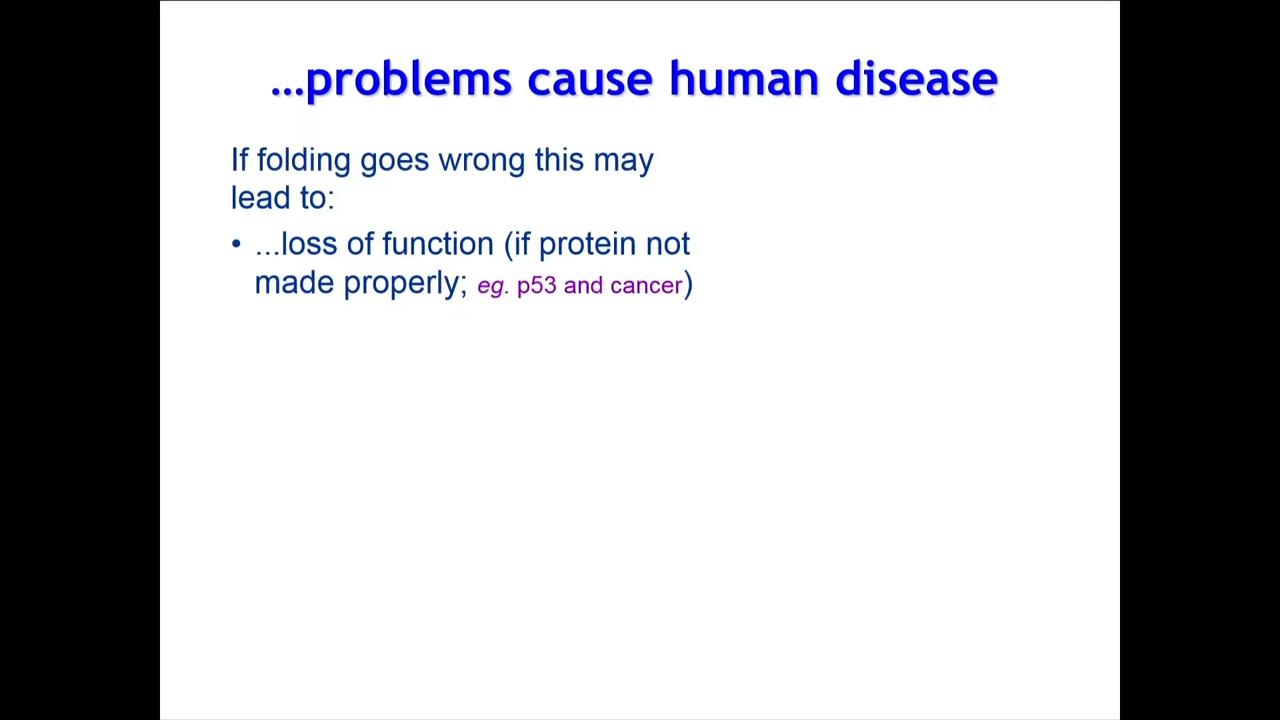 ...problems cause human disease
If folding goes wrong this may
lead to:
• ...loss of function (if protein not
made properly; eg. p53 and cancer)